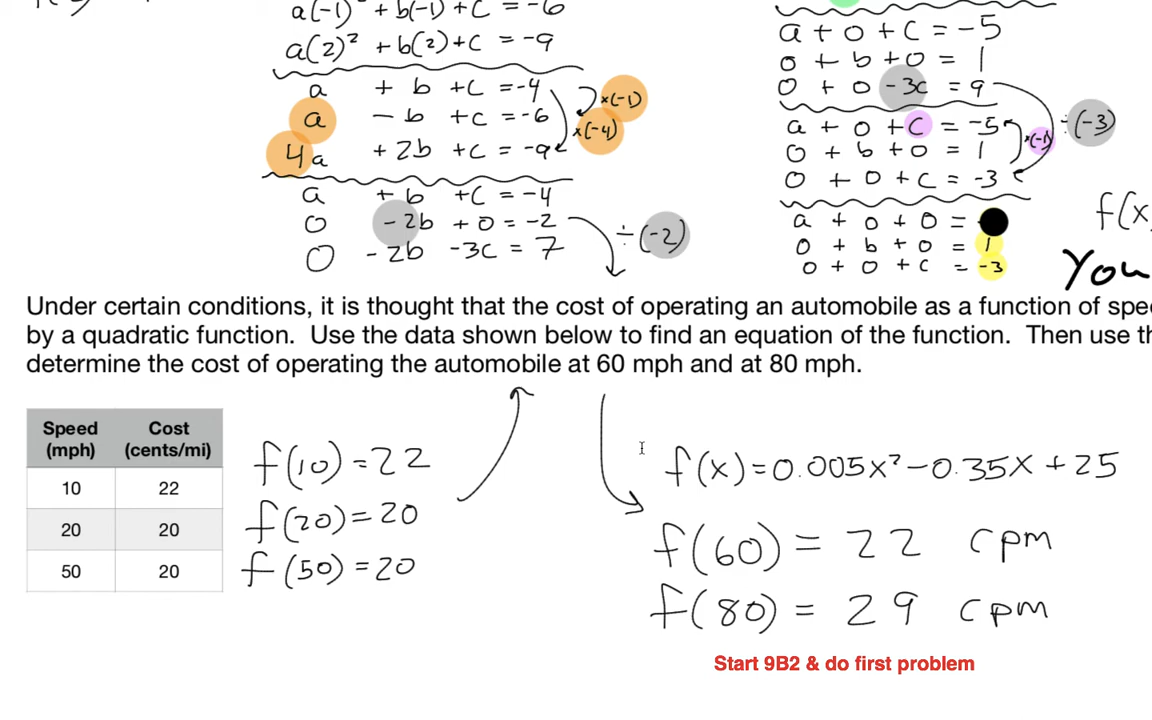 a(-1)² + b(-1) + c = -6
a(2)² + b(2) + c = -9
a + b + c = -4
a - b + c = -6
4a + 2b + c = -9
×(-1)
×(-4)
a + b + c = -4
0 - 2b + 0 = -2
0 - 2b - 3c = 7
÷(-2)
a + 0 + c = -5
0 + b + 0 = 1
0 + 0 - 3c = 9
÷(-3)
a + 0 + c = -5
0 + b + 0 = 1
0 + 0 + c = -3
×(-1)
a + 0 + 0 =
0 + b + 0 = 1
0 + 0 + c = -3
f(x
You
Under certain conditions, it is thought that the cost of operating an automobile as a function of spe
by a quadratic function. Use the data shown below to find an equation of the function. Then use th
determine the cost of operating the automobile at 60 mph and at 80 mph.
Speed (mph) Cost (cents/mi)
10 22
20 20
50 20
f(10) = 22
f(20) = 20
f(50) = 20
f(x) = 0.005x² - 0.35x + 25
f(60) = 22 cpm
f(80) = 29 cpm
Start 9B2 & do first problem